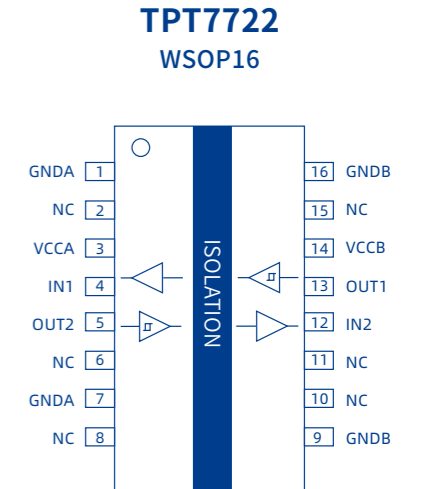 TPT7722
WSOP16
GNDA 1 16 GNDB
NC 2 15 NC
VCCA 3 14 VCCB
IN1 4 13 OUT1
OUT2 5 12 IN2
NC 6 11 NC
GNDA 7 10 NC
NC 8 9 GNDB
ISOLATION